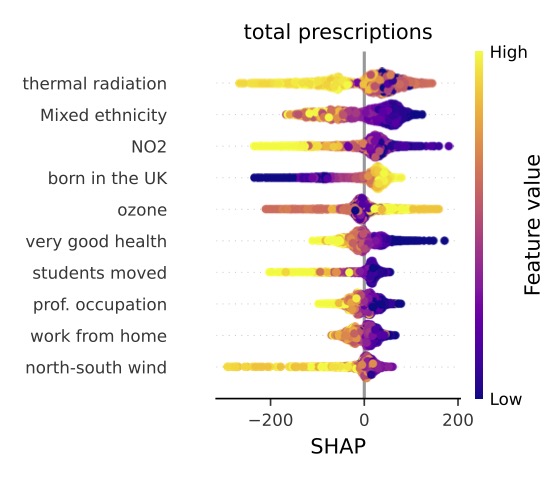 total prescriptions
High
thermal radiation
Mixed ethnicity
NO2
born in the UK
ozone
very good health
students moved
prof. occupation
work from home
north-south wind
Feature value
Low
−200 0 200
SHAP